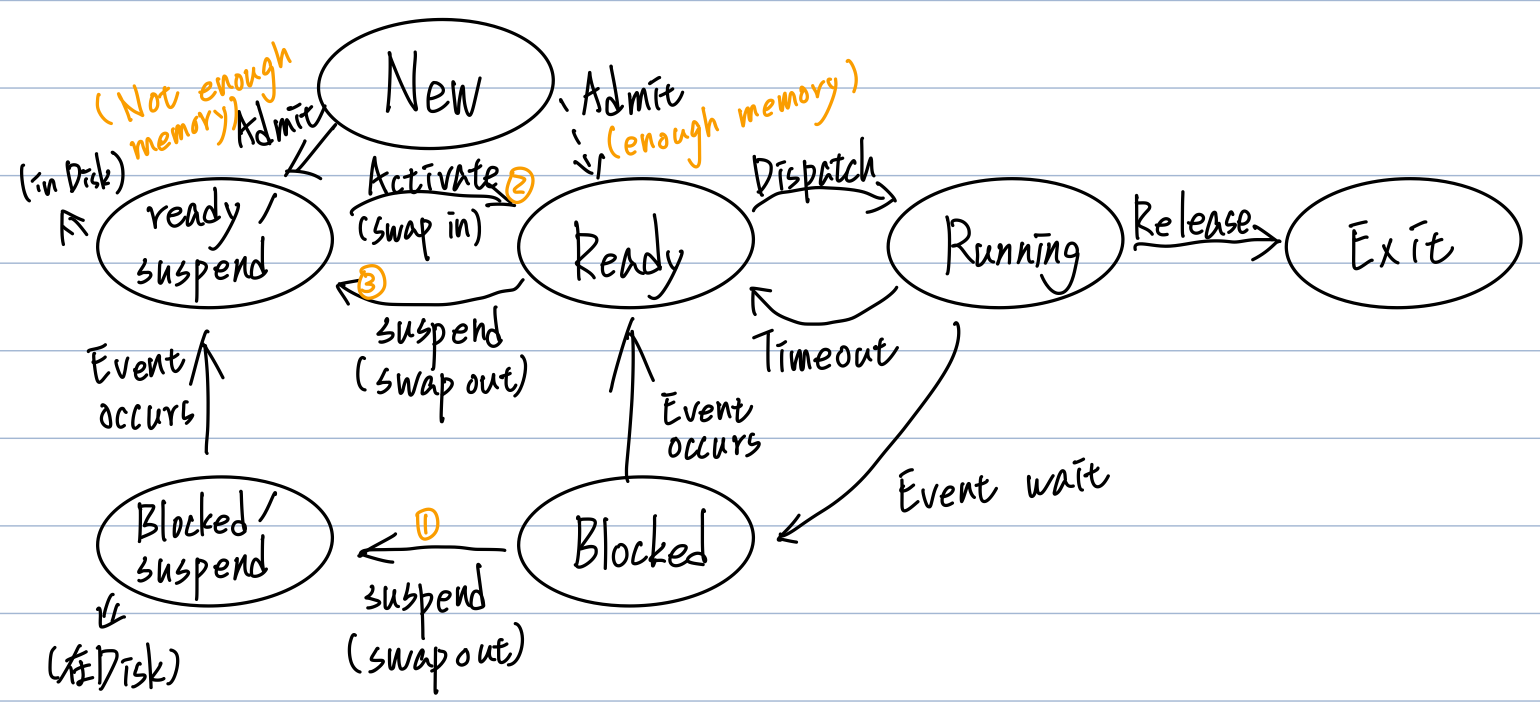 New
(Not enough
memory)
Admit
Admit
(enough memory)
(in Disk)
ready /
suspend
Activate
②
(swap in)
③
suspend
(swap out)
Ready
Dispatch
Timeout
Running
Release
Exit
Event
occurs
Event
occurs
Event wait
Blocked /
suspend
①
suspend
(swap out)
Blocked
(在Disk)